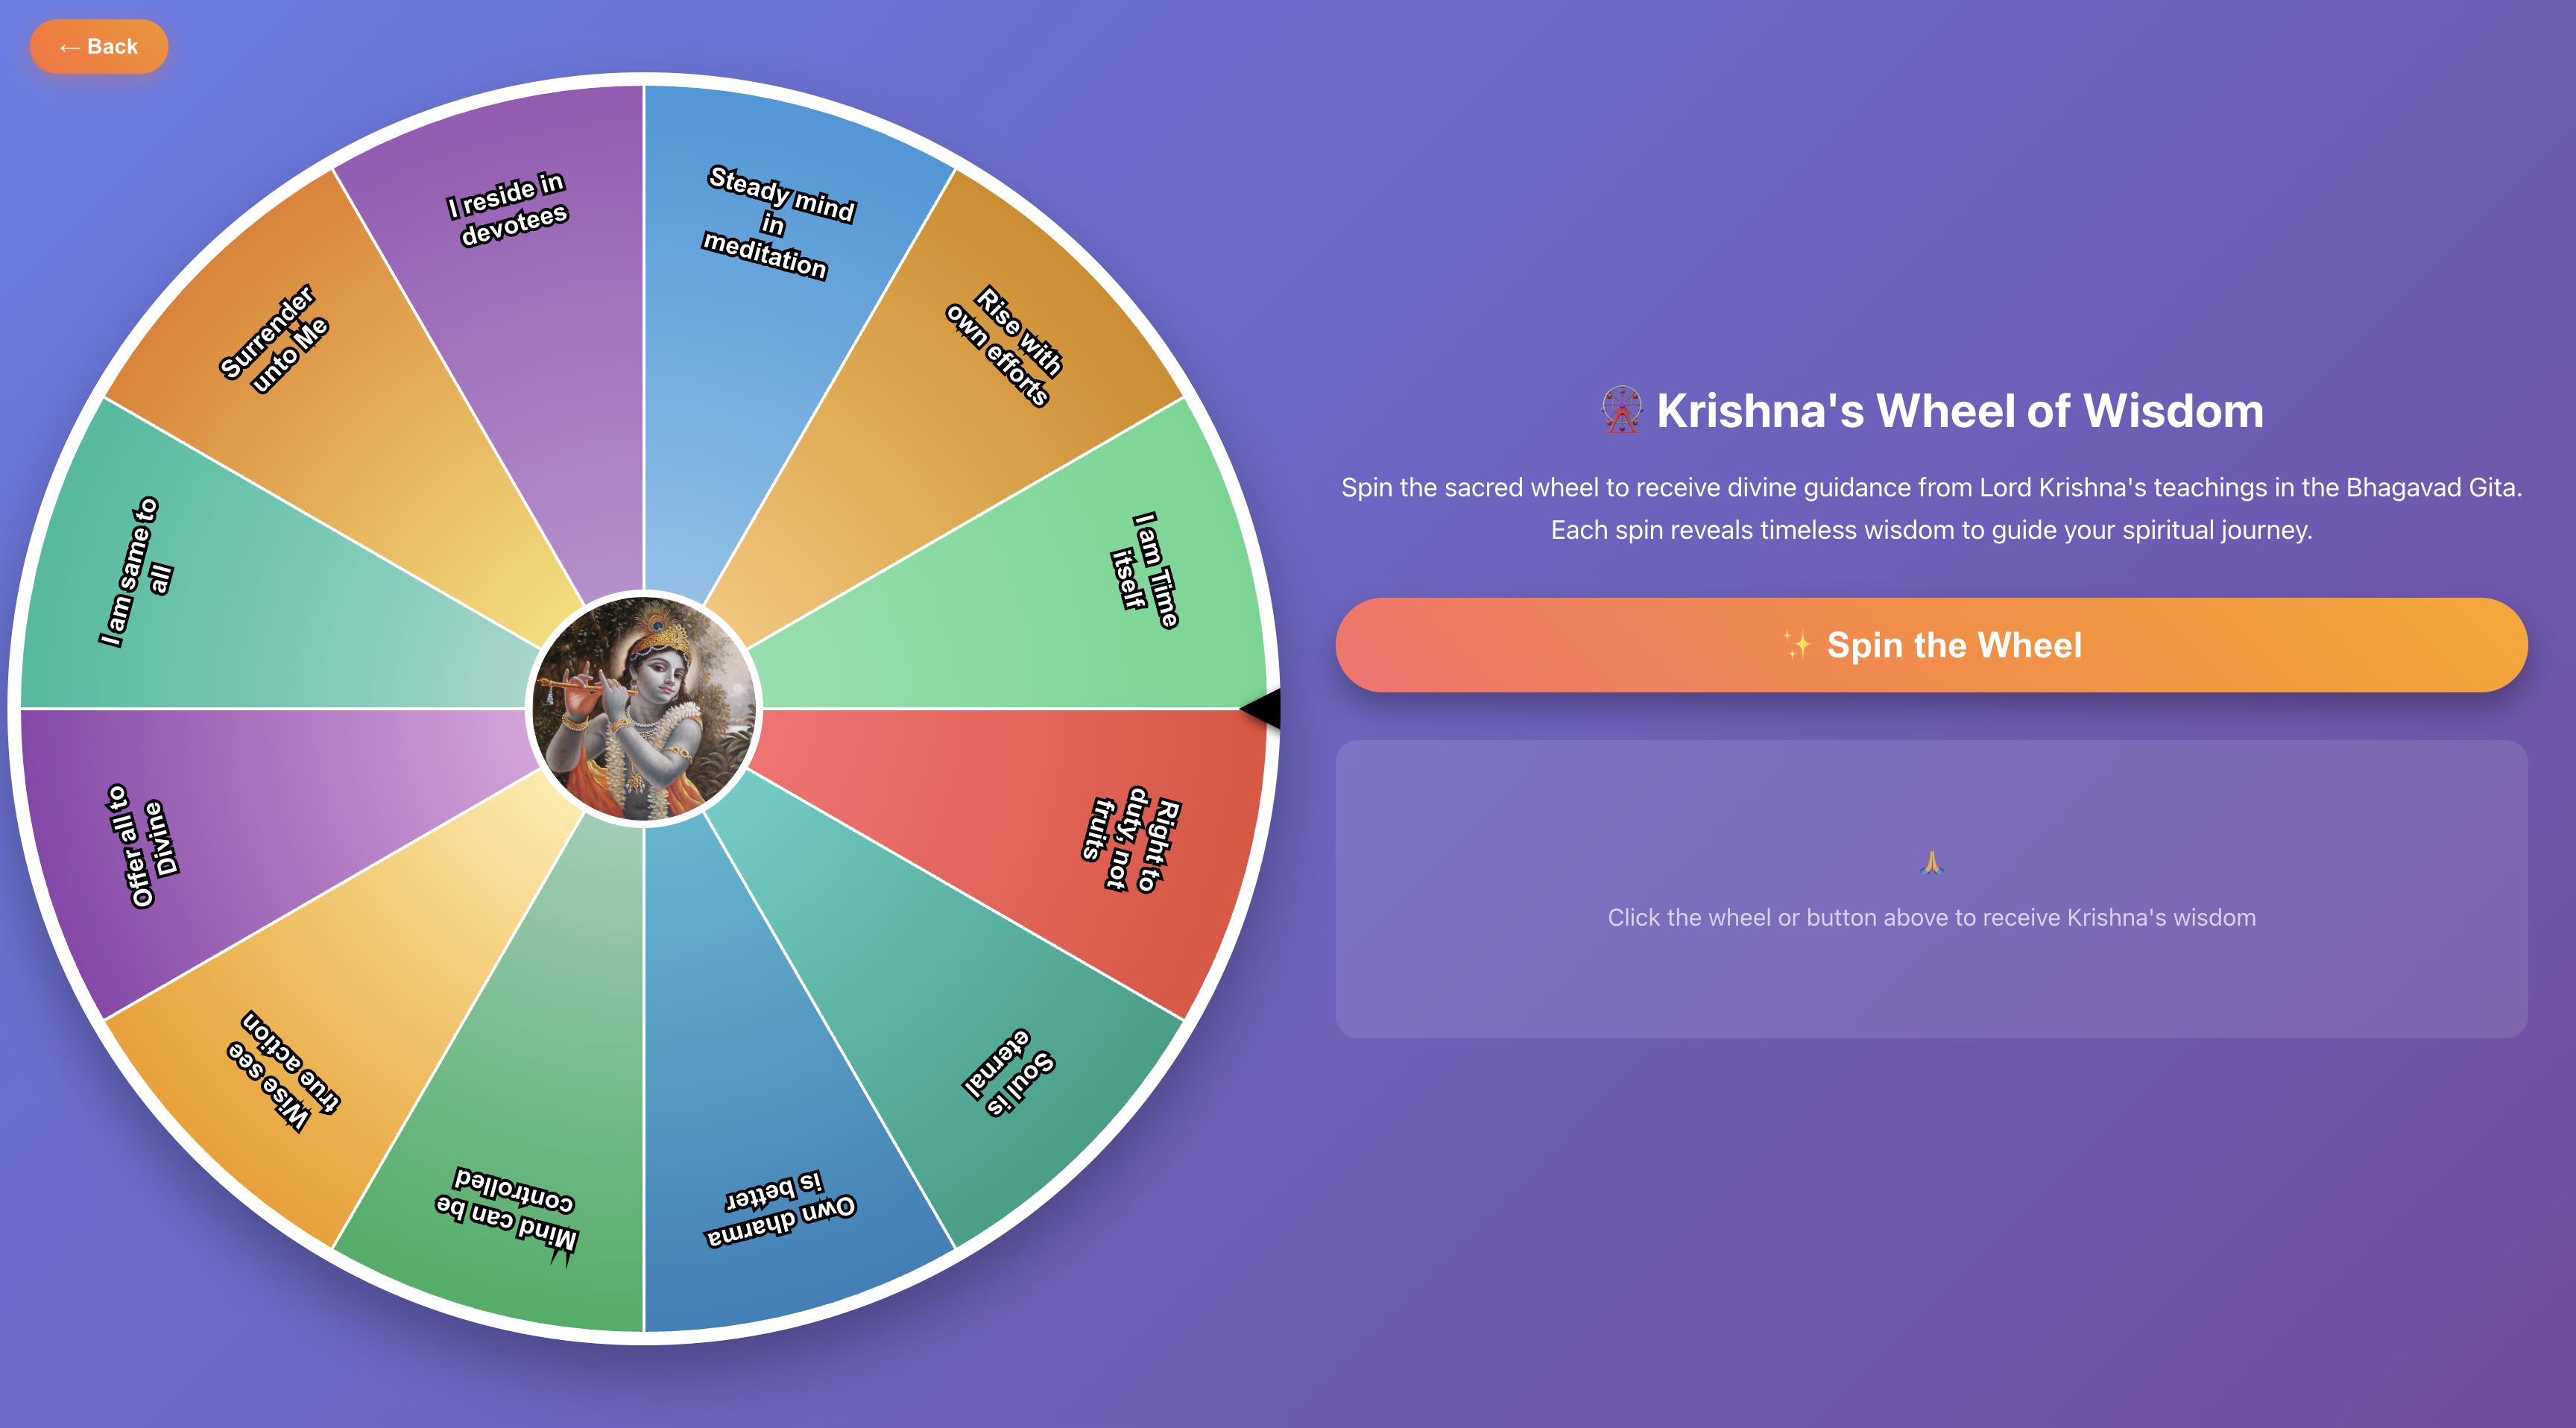 ← Back
Steady mind
in
meditation
Rise with
own efforts
I am Time
itself
Right to
duty, not
fruits
Soul is
eternal
Own dharma
is better
Mind can be
controlled
Wise see
true action
Offer all to
Divine
I am same to
all
Surrender
unto Me
I reside in
devotees
Krishna's Wheel of Wisdom
Spin the sacred wheel to receive divine guidance from Lord Krishna's teachings in the Bhagavad Gita.
Each spin reveals timeless wisdom to guide your spiritual journey.
Spin the Wheel
Click the wheel or button above to receive Krishna's wisdom